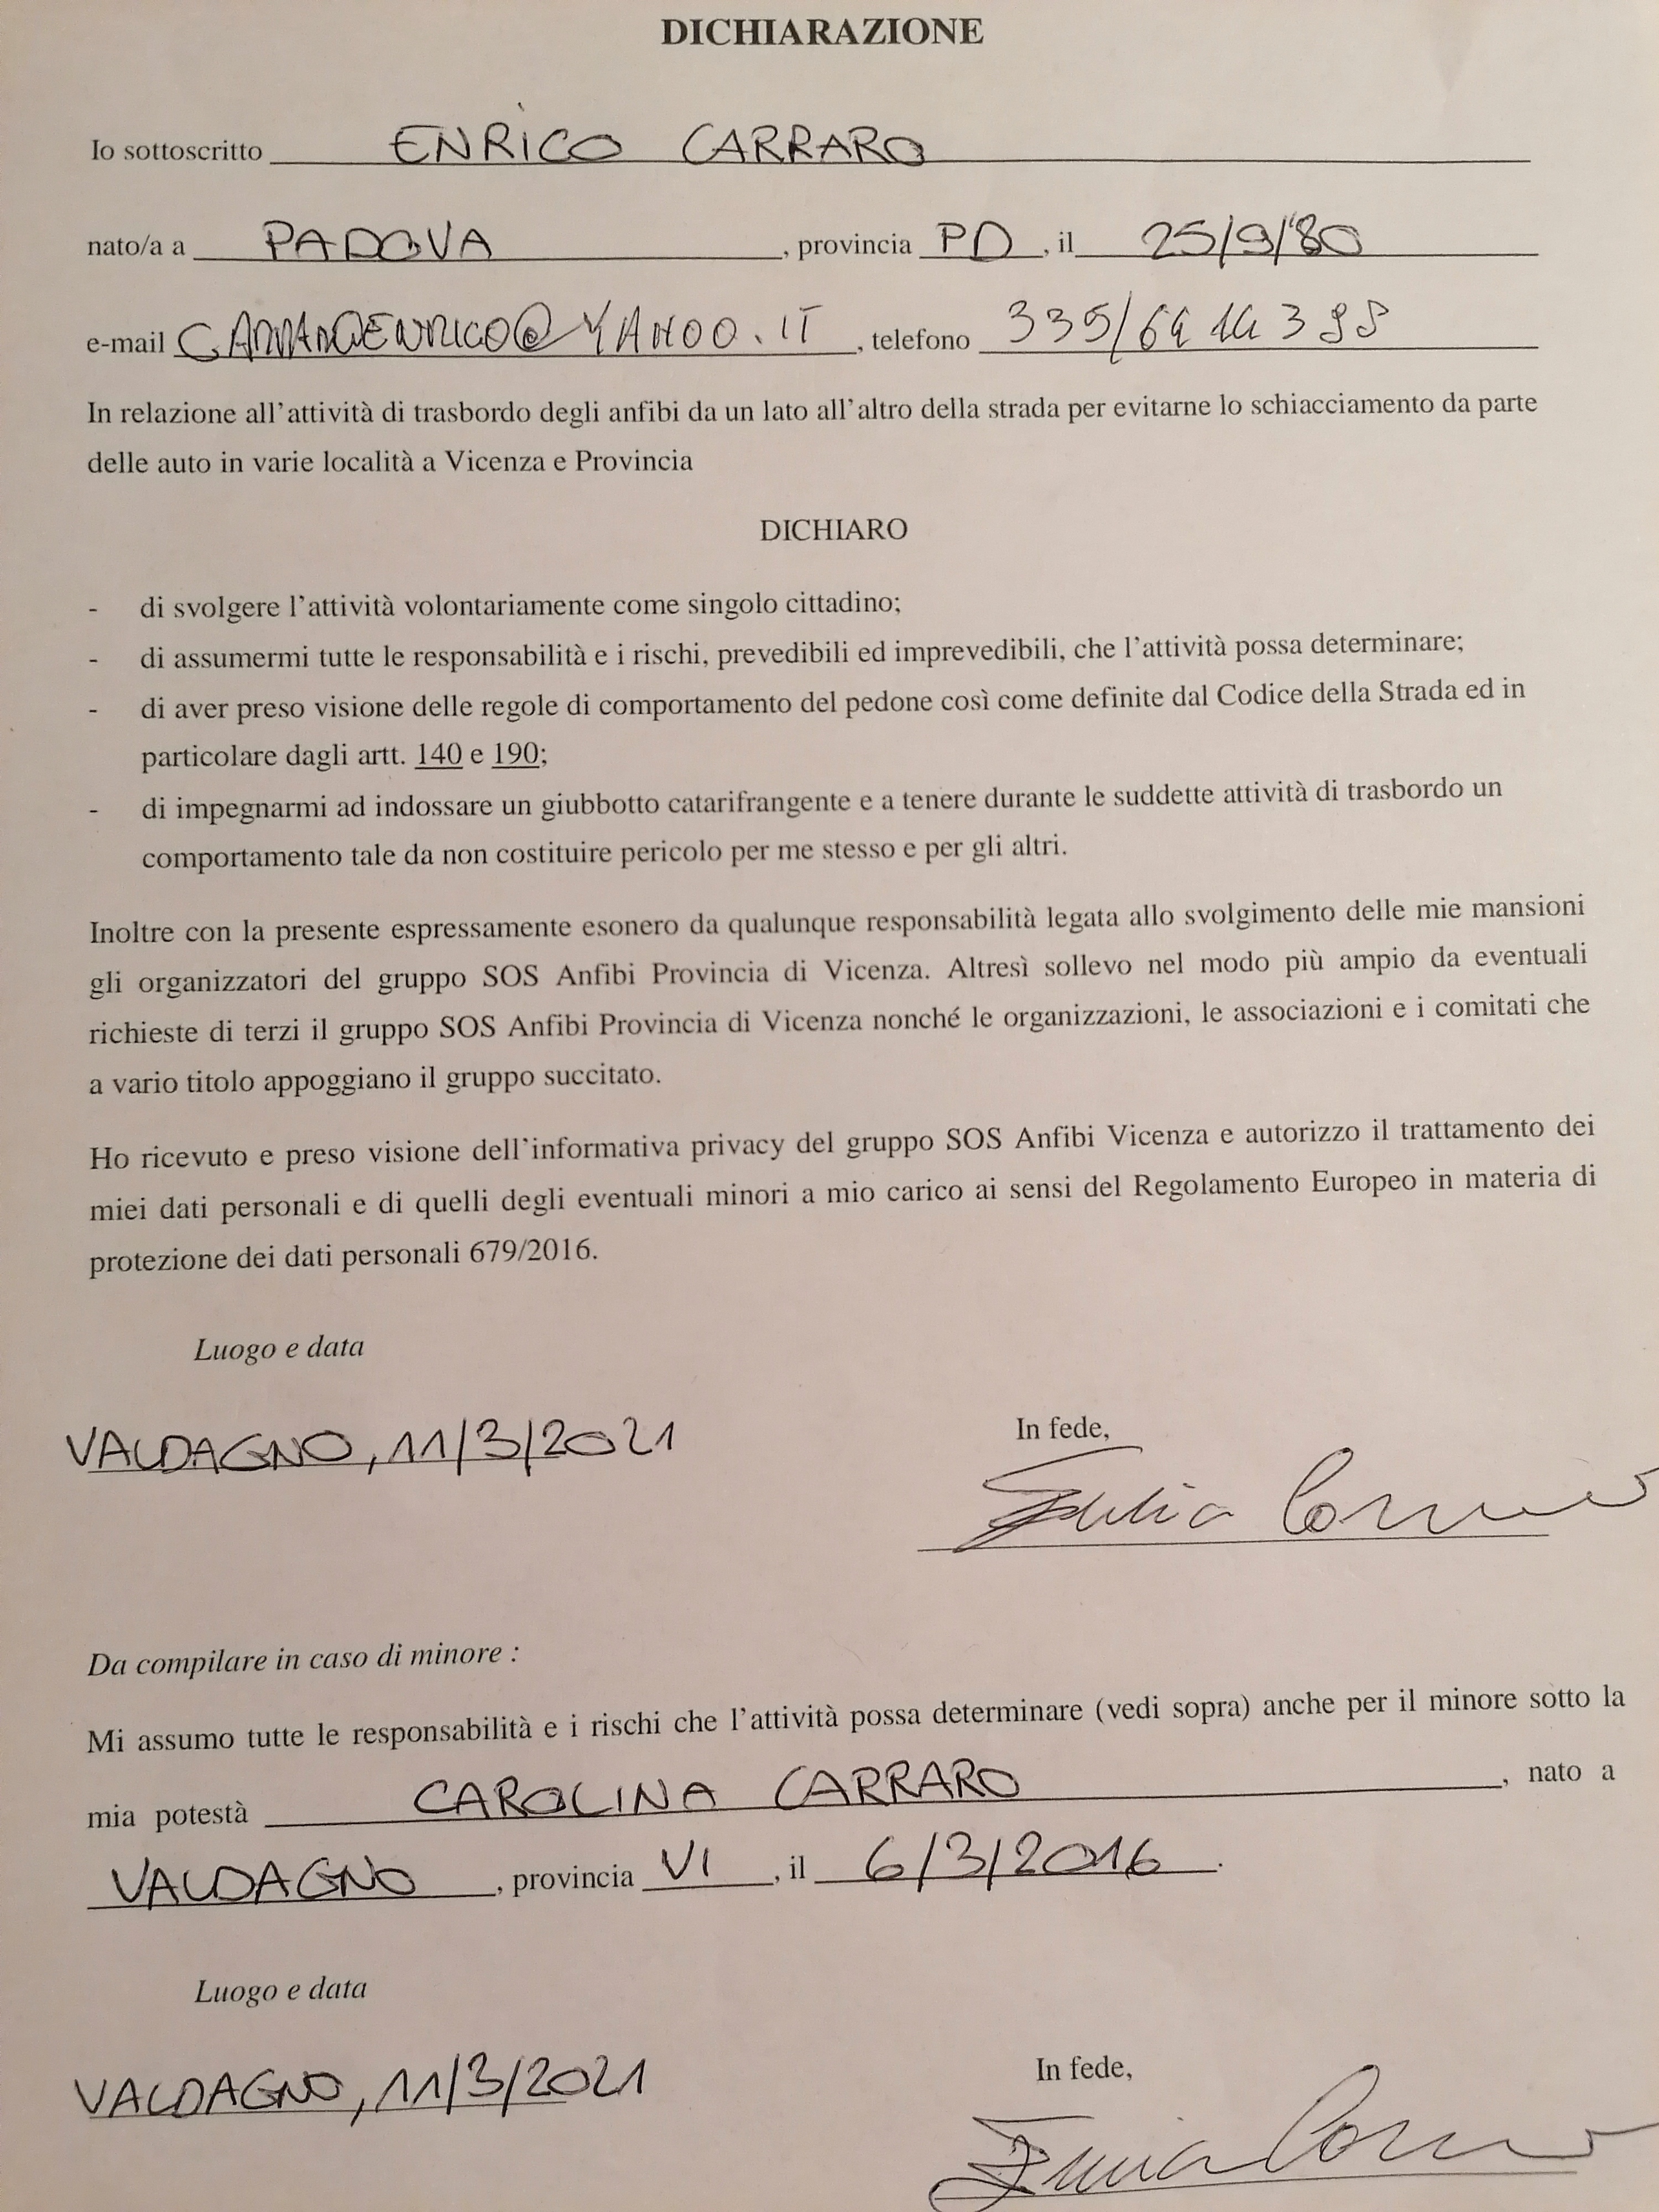 DICHIARAZIONE
Io sottoscritto ENRICO CARRARO
nato/a a PADOVA , provincia PD , il 25/9/'80
e-mail CARRAROENRICO@YAHOO.IT , telefono
In relazione all'attività di trasbordo degli anfibi da un lato all'altro della strada per evitarne lo schiacciamento da parte
delle auto in varie località a Vicenza e Provincia
DICHIARO
- di svolgere l'attività volontariamente come singolo cittadino;
- di assumermi tutte le responsabilità e i rischi, prevedibili ed imprevedibili, che l'attività possa determinare;
- di aver preso visione delle regole di comportamento del pedone così come definite dal Codice della Strada ed in
particolare dagli artt. 140 e 190;
- di impegnarmi ad indossare un giubbotto catarifrangente e a tenere durante le suddette attività di trasbordo un
comportamento tale da non costituire pericolo per me stesso e per gli altri.
Inoltre con la presente espressamente esonero da qualunque responsabilità legata allo svolgimento delle mie mansioni
gli organizzatori del gruppo SOS Anfibi Provincia di Vicenza. Altresì sollevo nel modo più ampio da eventuali
richieste di terzi il gruppo SOS Anfibi Provincia di Vicenza nonché le organizzazioni, le associazioni e i comitati che
a vario titolo appoggiano il gruppo succitato.
Ho ricevuto e preso visione dell'informativa privacy del gruppo SOS Anfibi Vicenza e autorizzo il trattamento dei
miei dati personali e di quelli degli eventuali minori a mio carico ai sensi del Regolamento Europeo in materia di
protezione dei dati personali 679/2016.
Luogo e data
VALDAGNO, 11/3/2021
In fede,
Da compilare in caso di minore :
Mi assumo tutte le responsabilità e i rischi che l'attività possa determinare (vedi sopra) anche per il minore sotto la
mia potestà CAROLINA CARRARO , nato a
VALDAGNO , provincia VI , il 6/3/2016 .
Luogo e data
VALDAGNO, 11/3/2021
In fede,